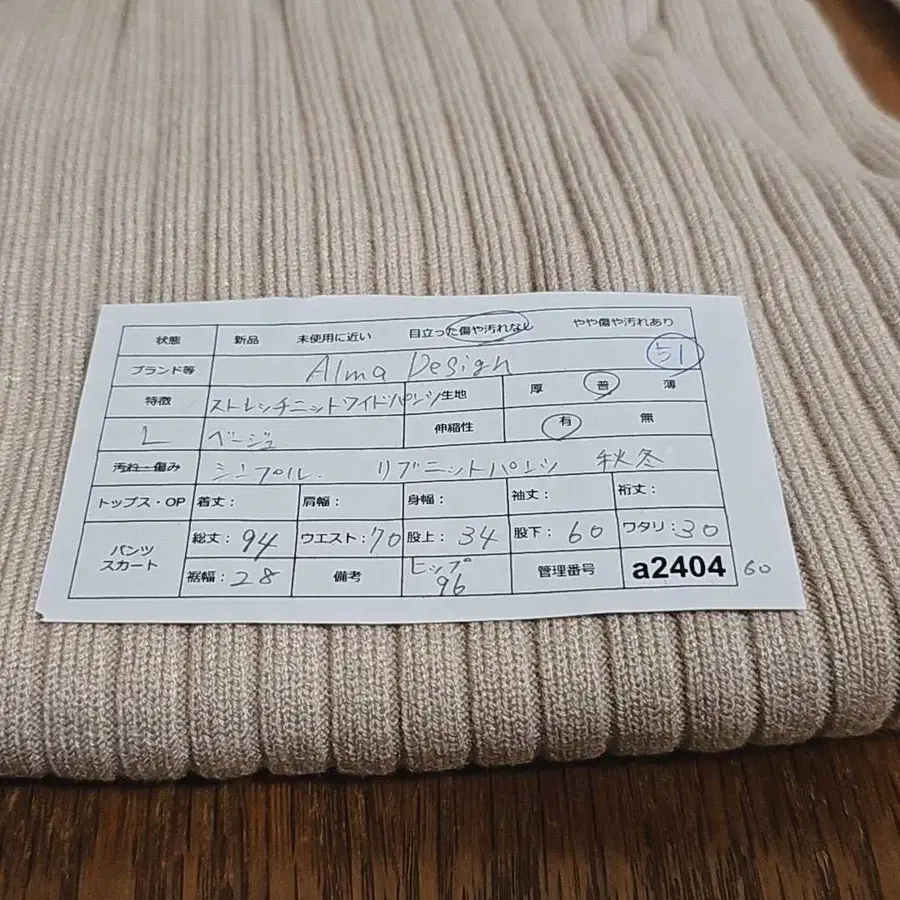 状態 新品 未使用に近い 目立った傷や汚れなし やや傷や汚れあり
ブランド等 Alma Design 51
特徴 ストレッチニットワイドパンツ 生地 厚 普 薄
L ベージュ 伸縮性 有 無
汚れ・傷み シンプル. リブニットパンツ 秋冬
トップス・OP 着丈: 肩幅: 身幅: 袖丈: 裄丈:
パンツ スカート 総丈:94 ウエスト:70 股上:34 股下:60 ワタリ:30
裾幅:28 備考 ヒップ 96 管理番号 a2404 60